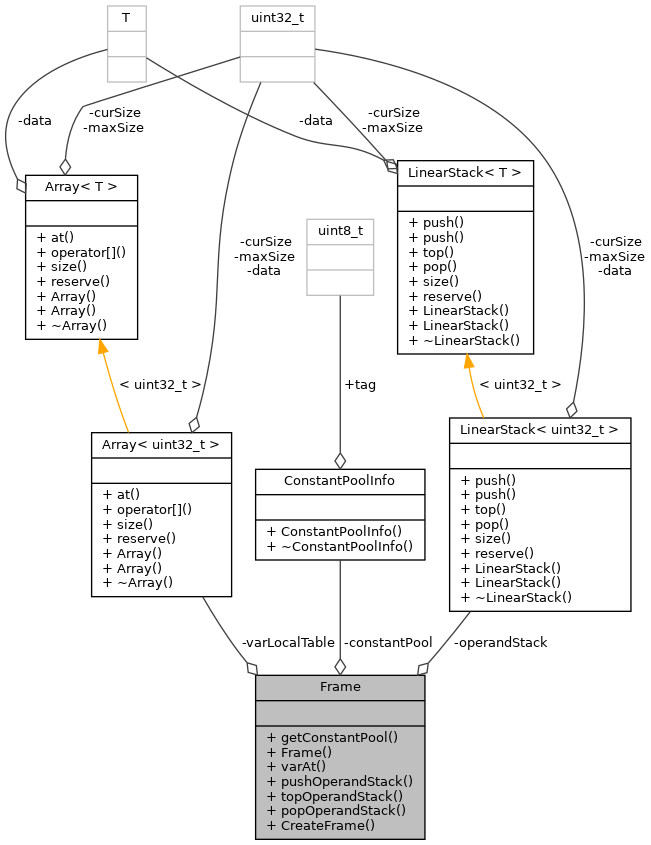 T
uint32_t
-data
-curSize
-maxSize
-data
-curSize
-maxSize
Array< T >
+ at()
+ operator[]()
+ size()
+ reserve()
+ Array()
+ Array()
+ ~Array()
LinearStack< T >
+ push()
+ push()
+ top()
+ pop()
+ size()
+ reserve()
+ LinearStack()
+ LinearStack()
+ ~LinearStack()
uint8_t
-curSize
-maxSize
-data
-curSize
-maxSize
-data
< uint32_t >
+tag
< uint32_t >
Array< uint32_t >
+ at()
+ operator[]()
+ size()
+ reserve()
+ Array()
+ Array()
+ ~Array()
ConstantPoolInfo
+ ConstantPoolInfo()
+ ~ConstantPoolInfo()
LinearStack< uint32_t >
+ push()
+ push()
+ top()
+ pop()
+ size()
+ reserve()
+ LinearStack()
+ LinearStack()
+ ~LinearStack()
-varLocalTable
-constantPool
-operandStack
Frame
+ getConstantPool()
+ Frame()
+ varAt()
+ pushOperandStack()
+ topOperandStack()
+ popOperandStack()
+ CreateFrame()